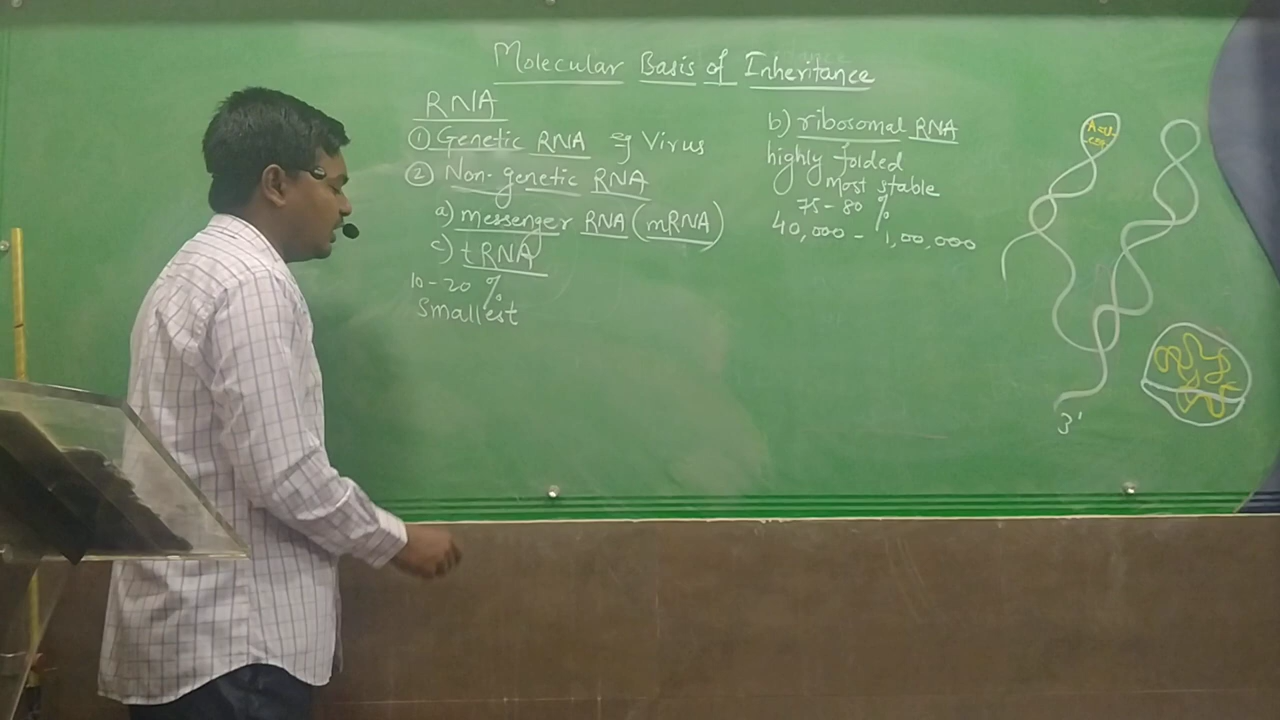 Molecular Basis of Inheritance
RNA
① Genetic RNA eg Virus
② Non-genetic RNA
a) messenger RNA (mRNA)
c) tRNA
10-20 %
Smallest
b) ribosomal RNA
highly folded
most stable
75-80 %
40,000 - 1,00,000
3'